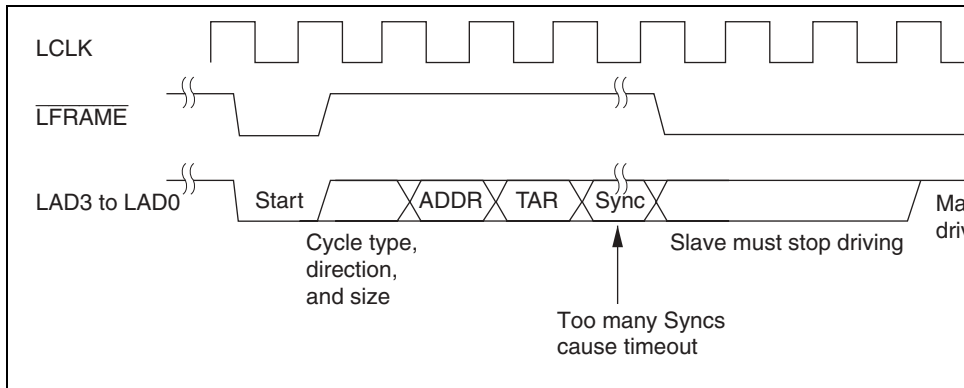 LCLK
LFRAME
LAD3 to LAD0
Start
ADDR
TAR
Sync
Cycle type,
direction,
and size
Slave must stop driving
Too many Syncs
cause timeout